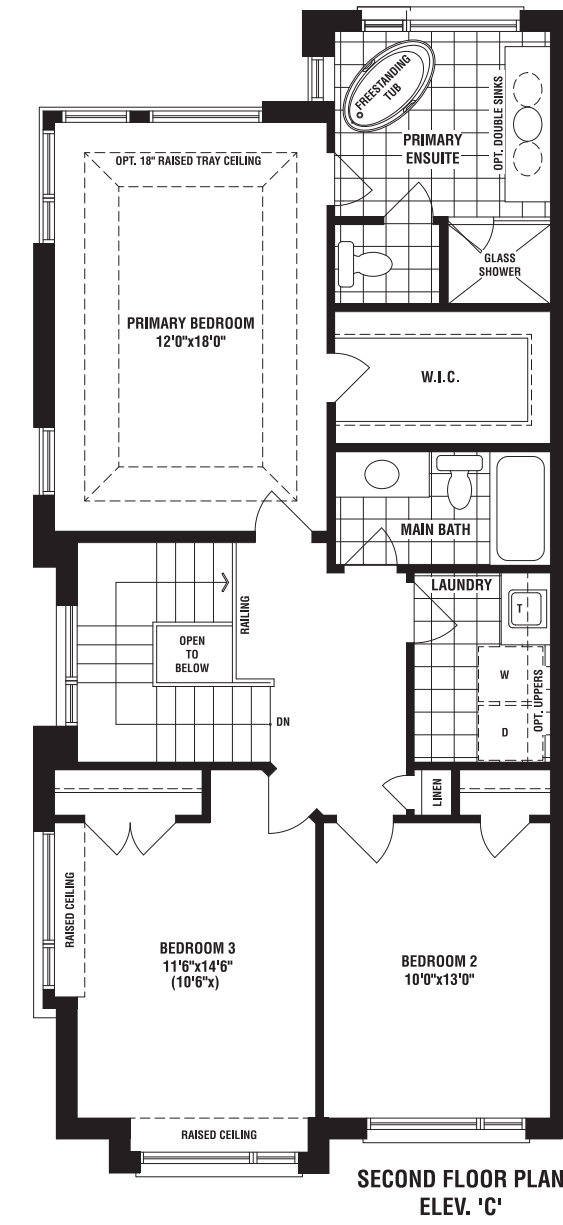 FREESTANDING
TUB
OPT. DOUBLE SINKS
PRIMARY
ENSUITE
OPT. 18" RAISED TRAY CEILING
GLASS
SHOWER
PRIMARY BEDROOM
12'0"x18'0"
W.I.C.
MAIN BATH
LAUNDRY
RAILING
T
OPEN
TO
BELOW
W
OPT. UPPERS
DN
D
LINEN
RAISED CEILING
BEDROOM 3
11'6"x14'6"
(10'6"x)
BEDROOM 2
10'0"x13'0"
RAISED CEILING
SECOND FLOOR PLAN
ELEV. 'C'